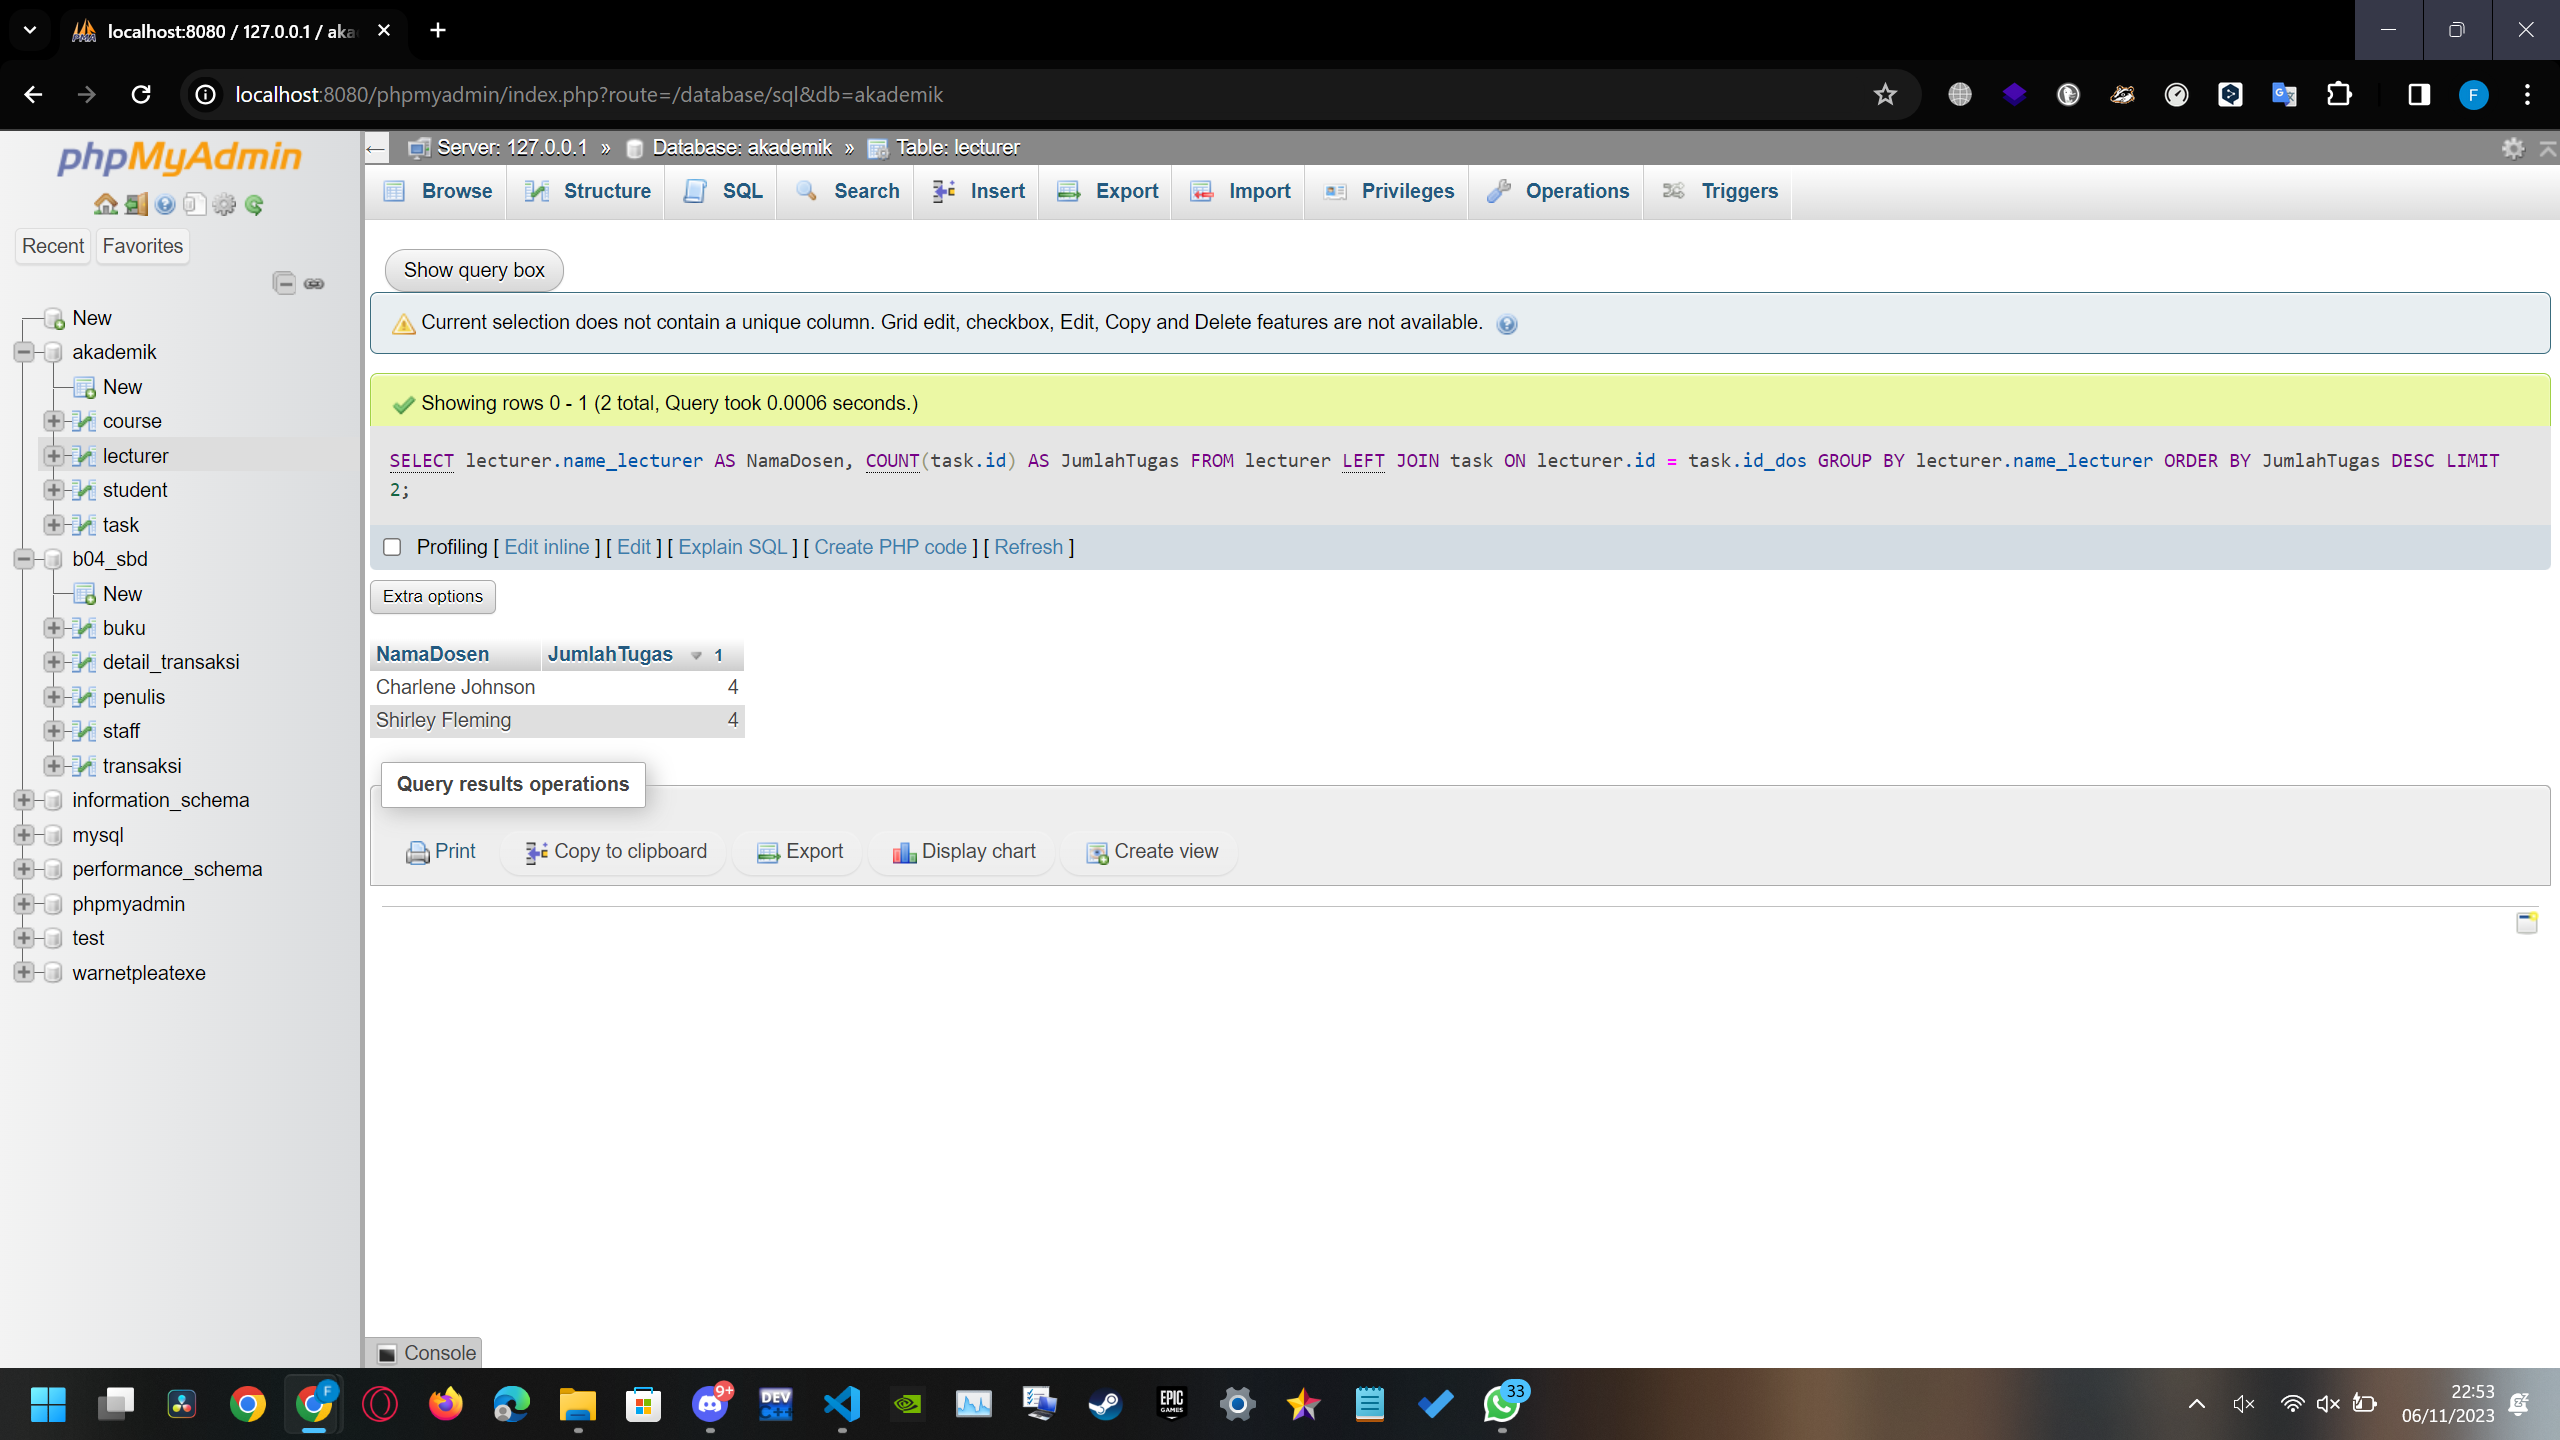 localhost:8080 / 127.0.0.1 / aka
localhost:8080/phpmyadmin/index.php?route=/database/sql&db=akademik
F
phpMyAdmin
Recent Favorites
New
akademik
New
course
lecturer
student
task
b04_sbd
New
buku
detail_transaksi
penulis
staff
transaksi
information_schema
mysql
performance_schema
phpmyadmin
test
warnetpleatexe
Server: 127.0.0.1 » Database: akademik » Table: lecturer
Browse Structure SQL Search Insert Export Import Privileges Operations Triggers
Show query box
Current selection does not contain a unique column. Grid edit, checkbox, Edit, Copy and Delete features are not available.
Showing rows 0 - 1 (2 total, Query took 0.0006 seconds.)
SELECT lecturer.name_lecturer AS NamaDosen, COUNT(task.id) AS JumlahTugas FROM lecturer LEFT JOIN task ON lecturer.id = task.id_dos GROUP BY lecturer.name_lecturer ORDER BY JumlahTugas DESC LIMIT
2;
Profiling [ Edit inline ] [ Edit ] [ Explain SQL ] [ Create PHP code ] [ Refresh ]
Extra options
NamaDosen JumlahTugas 1
Charlene Johnson 4
Shirley Fleming 4
Query results operations
Print Copy to clipboard Export Display chart Create view
Console
F
9+
DEV
C++
EPIC
GAMES
33
22:53
06/11/2023